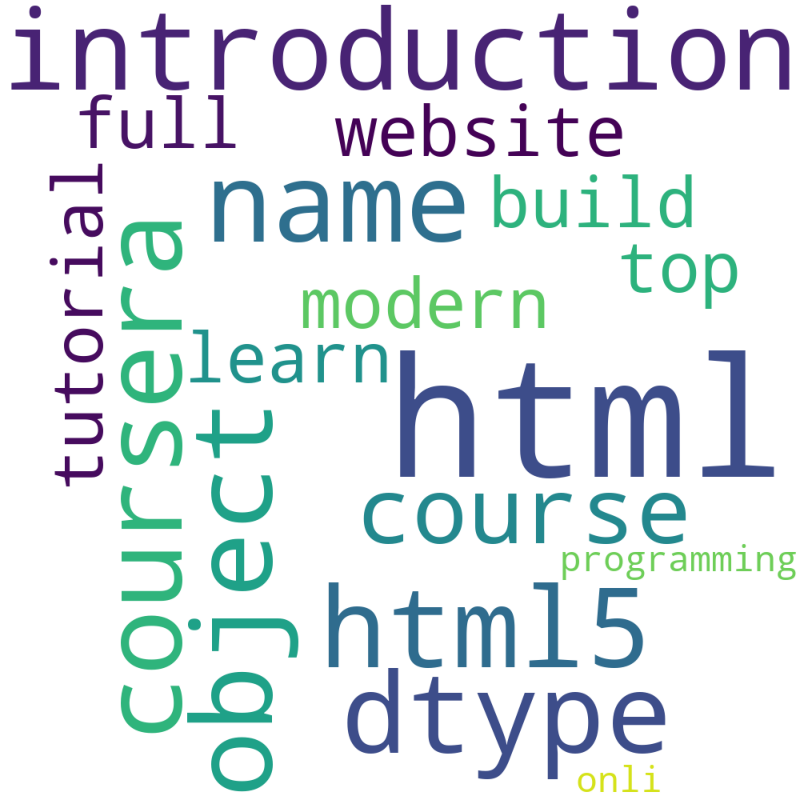 introduction
full
website
tutorial
name
build
coursera
top
modern
learn
html
object
course
programming
html5
dtype
onli